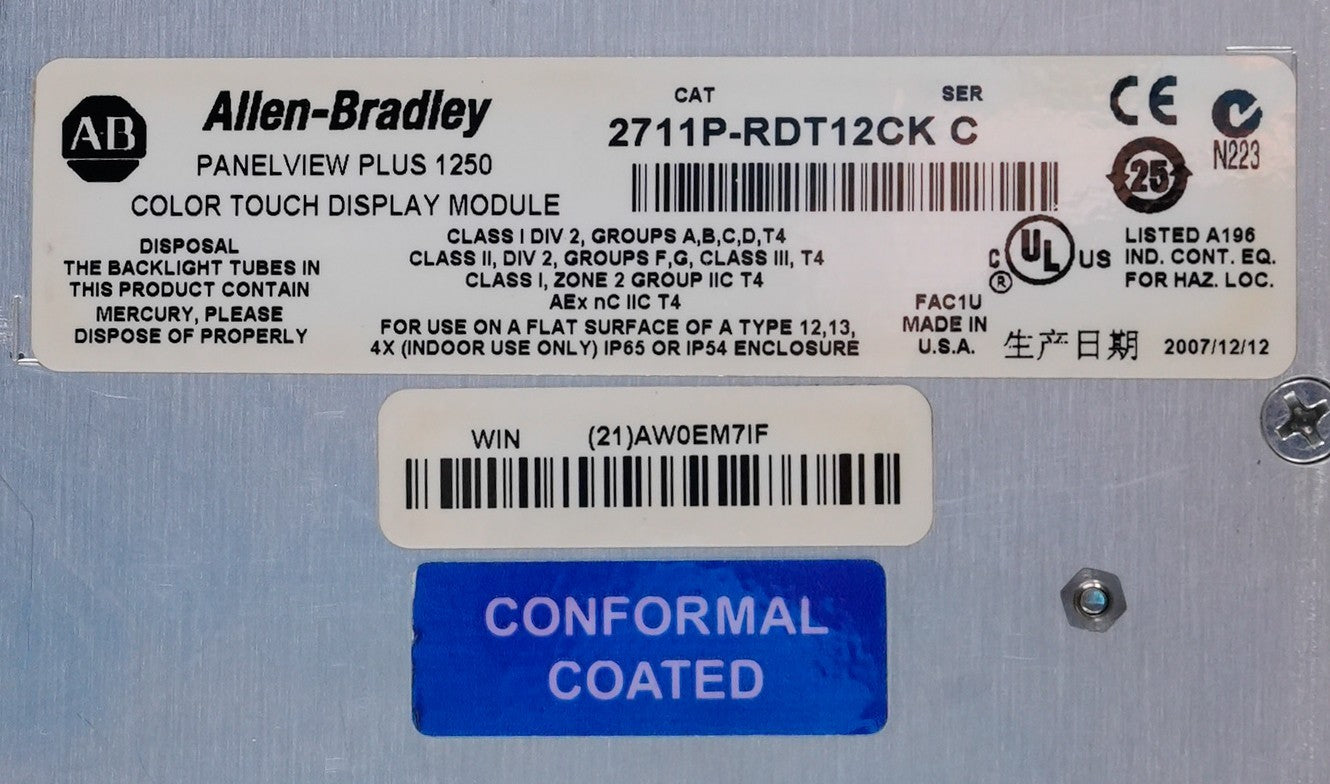 AB
Allen-Bradley
PANELVIEW PLUS 1250
COLOR TOUCH DISPLAY MODULE
DISPOSAL
THE BACKLIGHT TUBES IN
THIS PRODUCT CONTAIN
MERCURY, PLEASE
DISPOSE OF PROPERLY
CAT SER
2711P-RDT12CK C
CLASS I DIV 2, GROUPS A,B,C,D,T4
CLASS II, DIV 2, GROUPS F,G, CLASS III, T4
CLASS I, ZONE 2 GROUP IIC T4
AEx nC IIC T4
FOR USE ON A FLAT SURFACE OF A TYPE 12,13,
4X (INDOOR USE ONLY) IP65 OR IP54 ENCLOSURE
CE
N223
25
C UL US
®
LISTED A196
IND. CONT. EQ.
FOR HAZ. LOC.
FAC1U
MADE IN
U.S.A.
生产日期 2007/12/12
WIN (21)AW0EM7IF
CONFORMAL
COATED